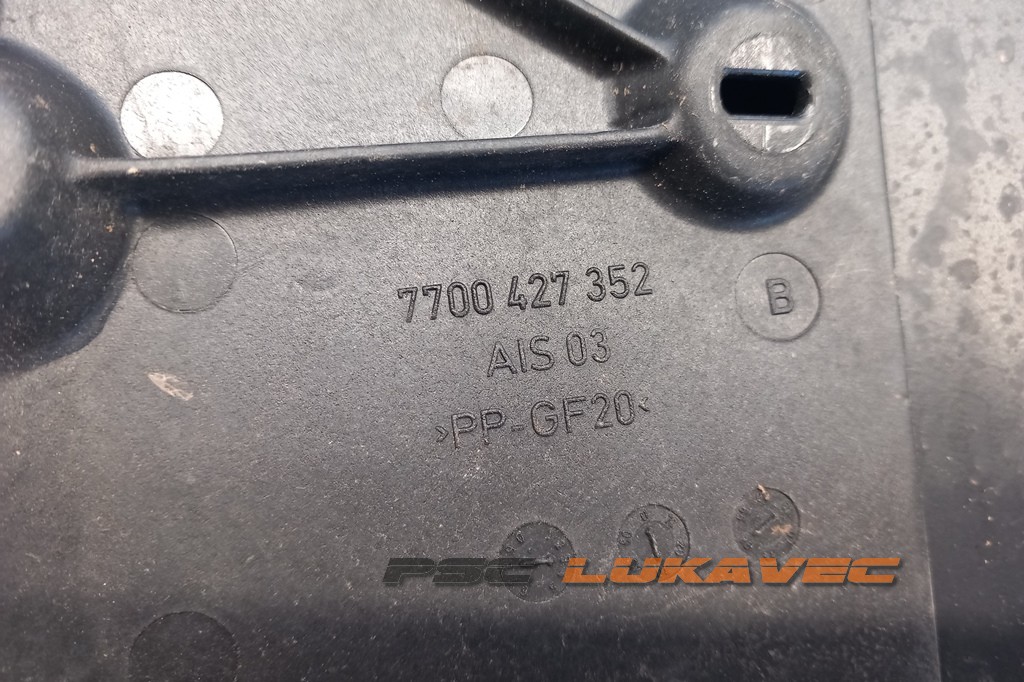 7700 427 352
B
AIS 03
>PP-GF20<
PSC LUKAVEC